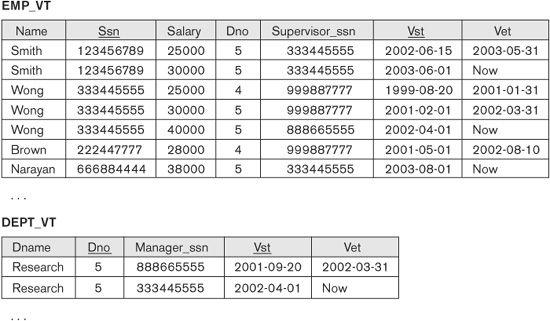 EMP_VT
Name Ssn Salary Dno Supervisor_ssn Vst Vet
Smith 123456789 25000 5 333445555 2002-06-15 2003-05-31
Smith 123456789 30000 5 333445555 2003-06-01 Now
Wong 333445555 25000 4 999887777 1999-08-20 2001-01-31
Wong 333445555 30000 5 999887777 2001-02-01 2002-03-31
Wong 333445555 40000 5 888665555 2002-04-01 Now
Brown 222447777 28000 4 999887777 2001-05-01 2002-08-10
Narayan 666884444 38000 5 333445555 2003-08-01 Now
...
DEPT_VT
Dname Dno Manager_ssn Vst Vet
Research 5 888665555 2001-09-20 2002-03-31
Research 5 333445555 2002-04-01 Now
...